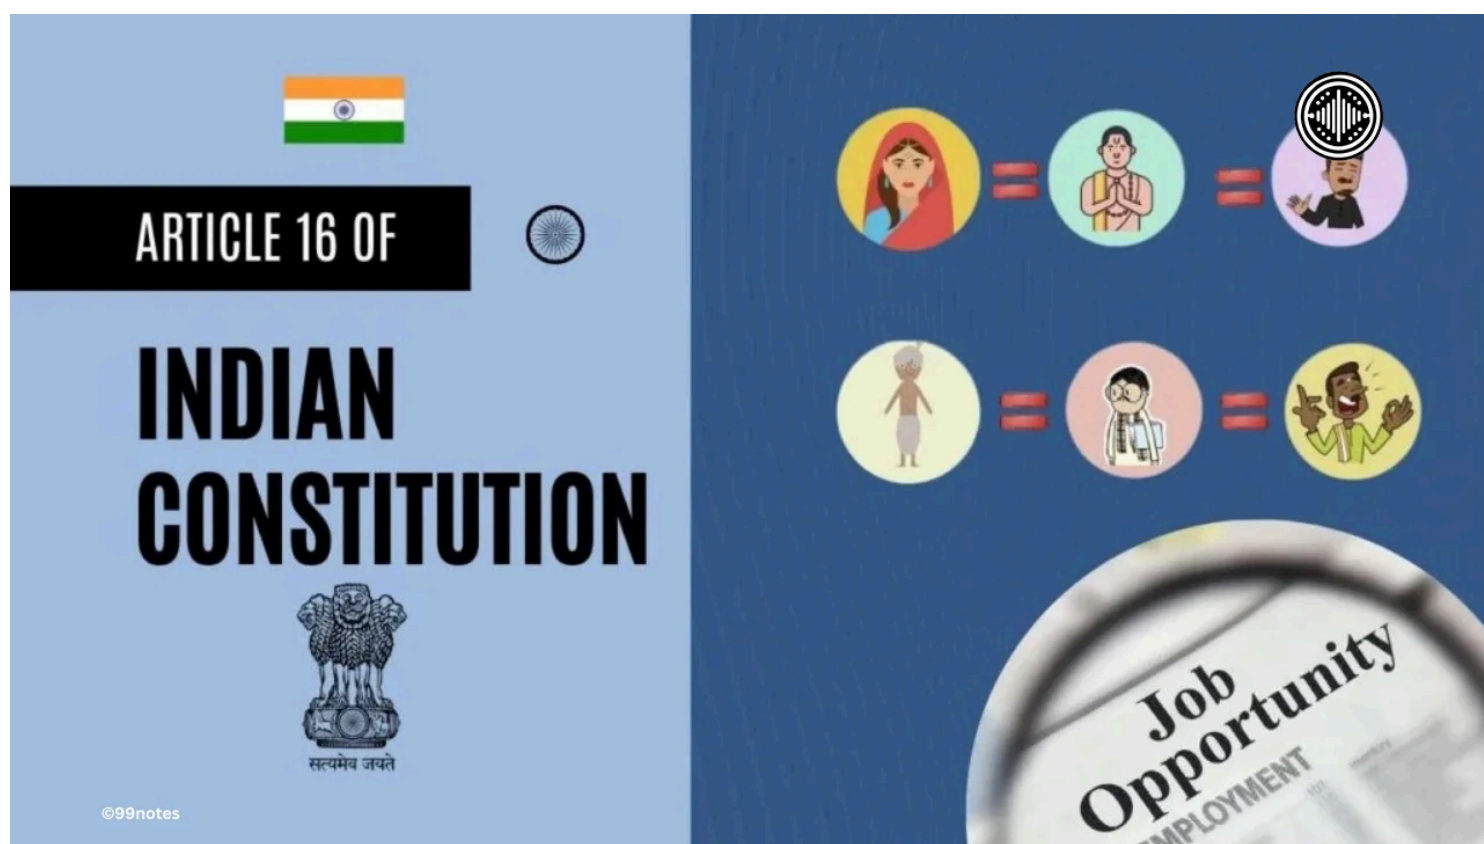 ARTICLE 16 OF
INDIAN
CONSTITUTION
सत्यमेव जयते
©99notes
Job
Opportunity
EMPLOYMENT